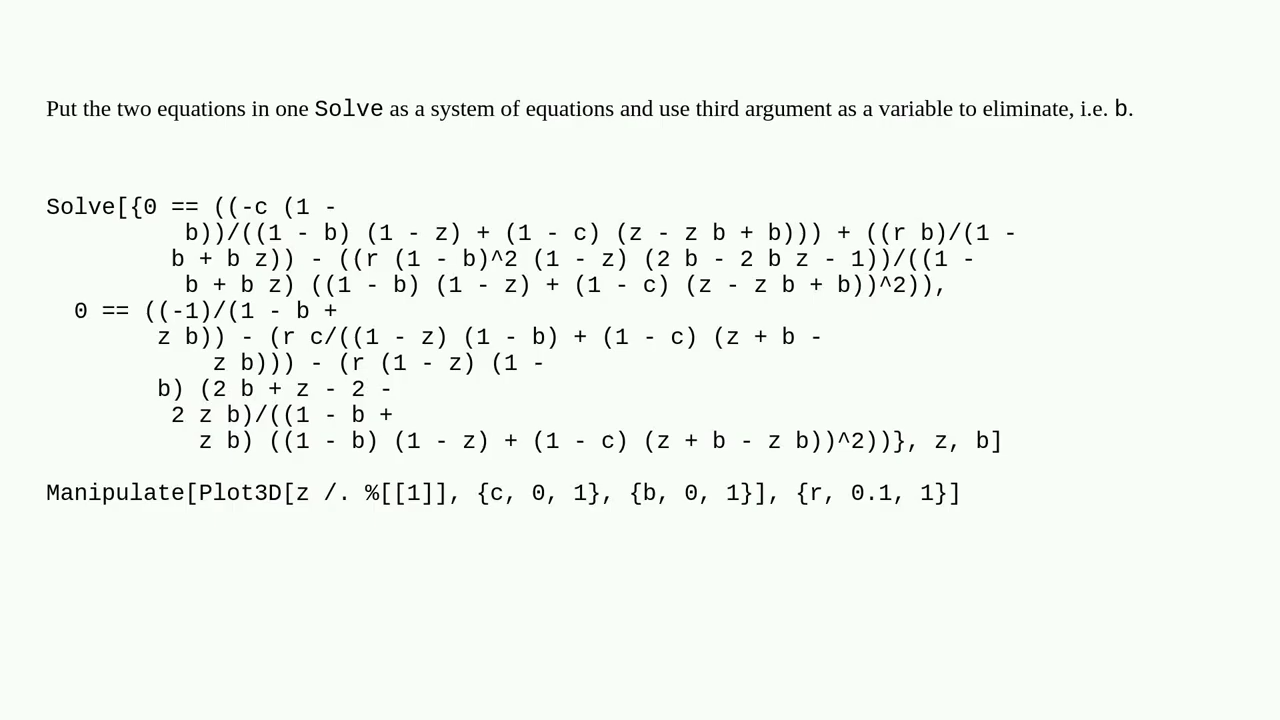 Put the two equations in one Solve as a system of equations and use third argument as a variable to eliminate, i.e. b.
Solve[{0 == ((-c (1 -
b))/((1 - b) (1 - z) + (1 - c) (z - z b + b))) + ((r b)/(1 -
b + b z)) - ((r (1 - b)^2 (1 - z) (2 b - 2 b z - 1))/((1 -
b + b z) ((1 - b) (1 - z) + (1 - c) (z - z b + b))^2)),
0 == ((-1)/(1 - b +
z b)) - (r c/((1 - z) (1 - b) + (1 - c) (z + b -
z b))) - (r (1 - z) (1 -
b) (2 b + z - 2 -
2 z b)/((1 - b +
z b) ((1 - b) (1 - z) + (1 - c) (z + b - z b))^2))}, z, b]
Manipulate[Plot3D[z /. %[[1]], {c, 0, 1}, {b, 0, 1}], {r, 0.1, 1}]